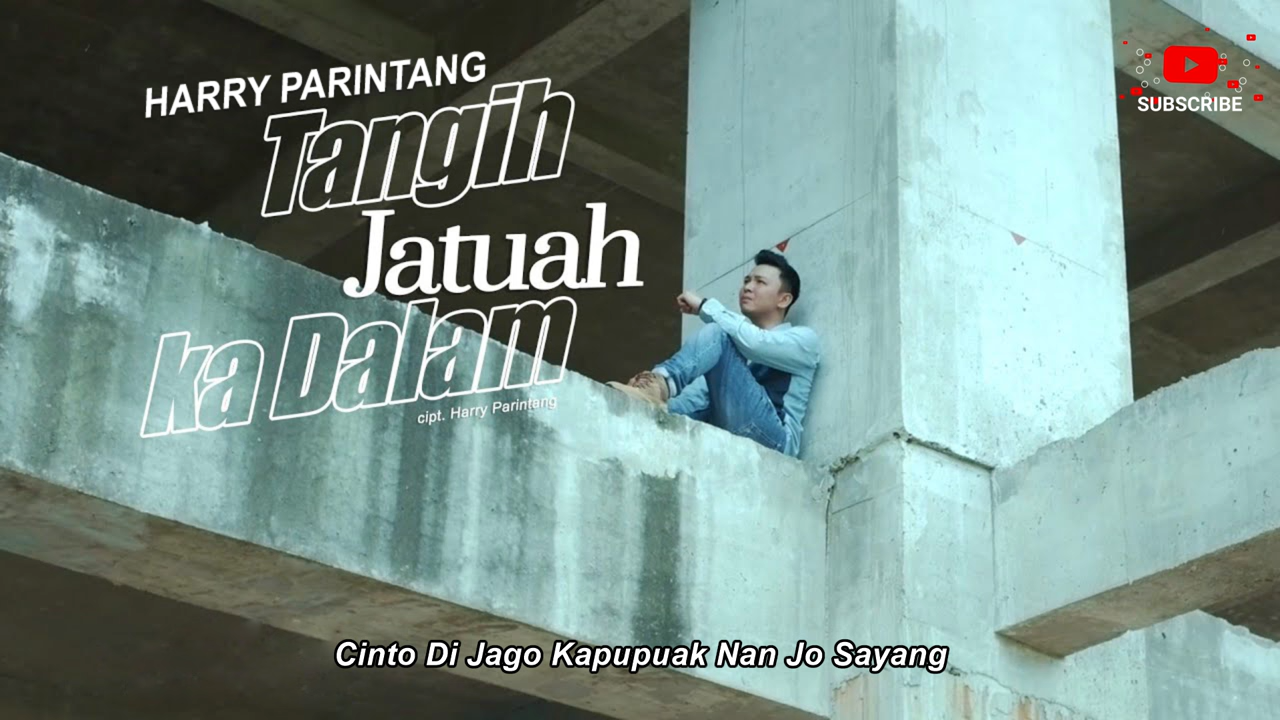 HARRY PARINTANG
Tangih
Jatuah
ka Dalam
cipt. Harry Parintang
SUBSCRIBE
Cinto Di Jago Kapupuak Nan Jo Sayang